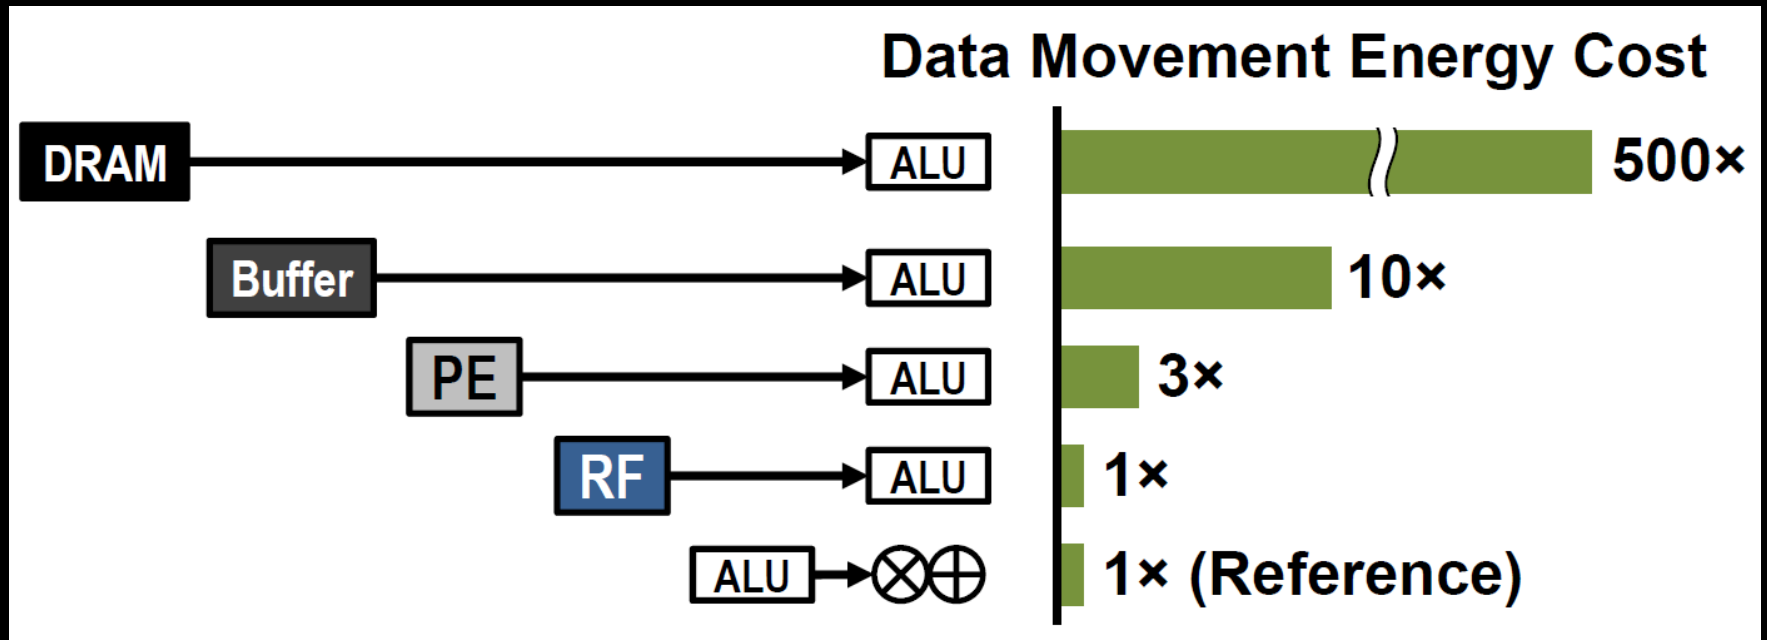 Data Movement Energy Cost
DRAM ALU 500×
Buffer ALU 10×
PE ALU 3×
RF ALU 1×
ALU 1× (Reference)